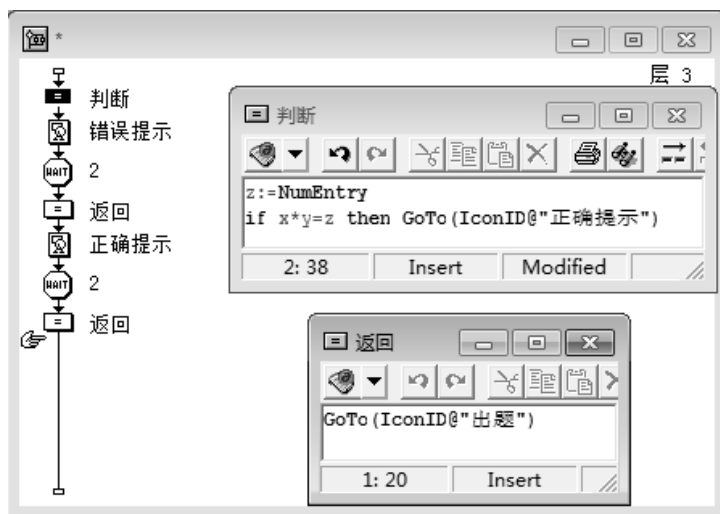 *
层 3
判断
错误提示
WAIT 2
= 返回
正确提示
WAIT 2
= 返回
= 判断
z:=NumEntry
if x*y=z then GoTo(IconID@"正确提示")
2: 38 Insert Modified
= 返回
GoTo(IconID@"出题")
1: 20 Insert